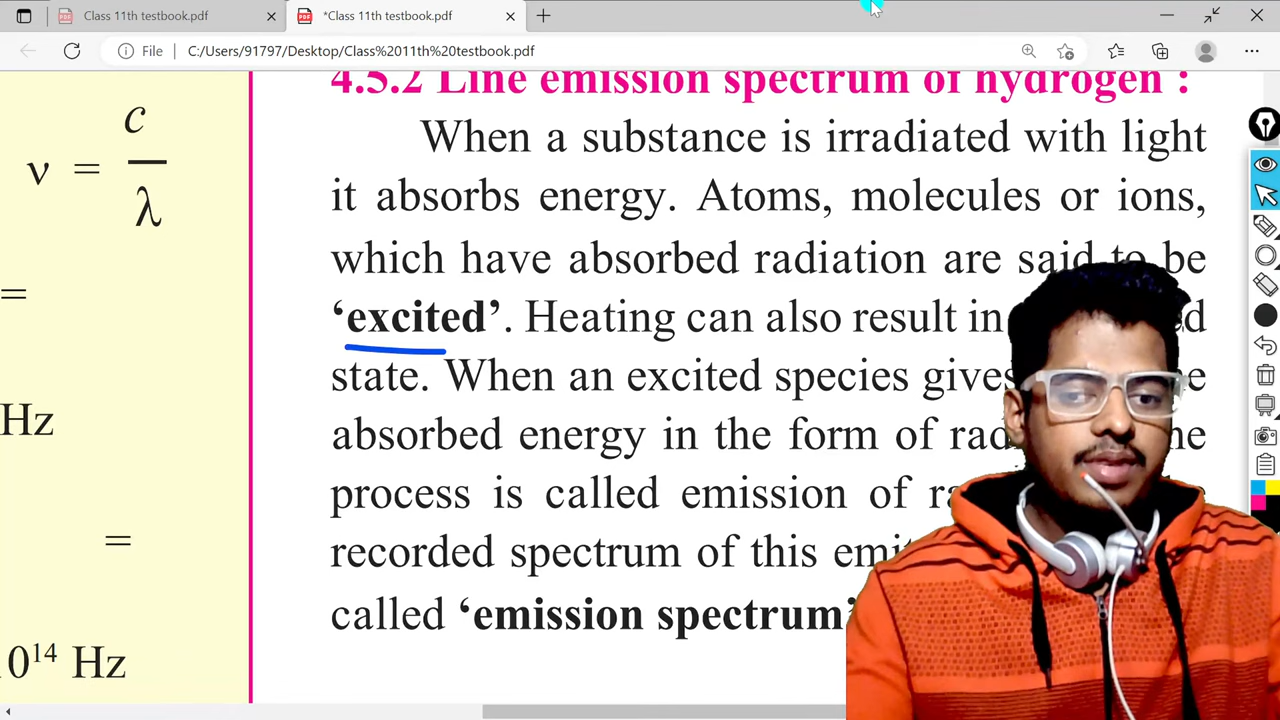 Class 11th testbook.pdf
*Class 11th testbook.pdf
File
C:/Users/91797/Desktop/Class%2011th%20testbook.pdf
c
ν =
λ
=
Hz
=
10¹⁴ Hz
4.5.2 Line emission spectrum of hydrogen :
When a substance is irradiated with light
it absorbs energy. Atoms, molecules or ions,
which have absorbed radiation are said to be
‘excited’. Heating can also result in
state. When an excited species gives
absorbed energy in the form of
process is called emission of
recorded spectrum of this
called ‘emission spectrum’